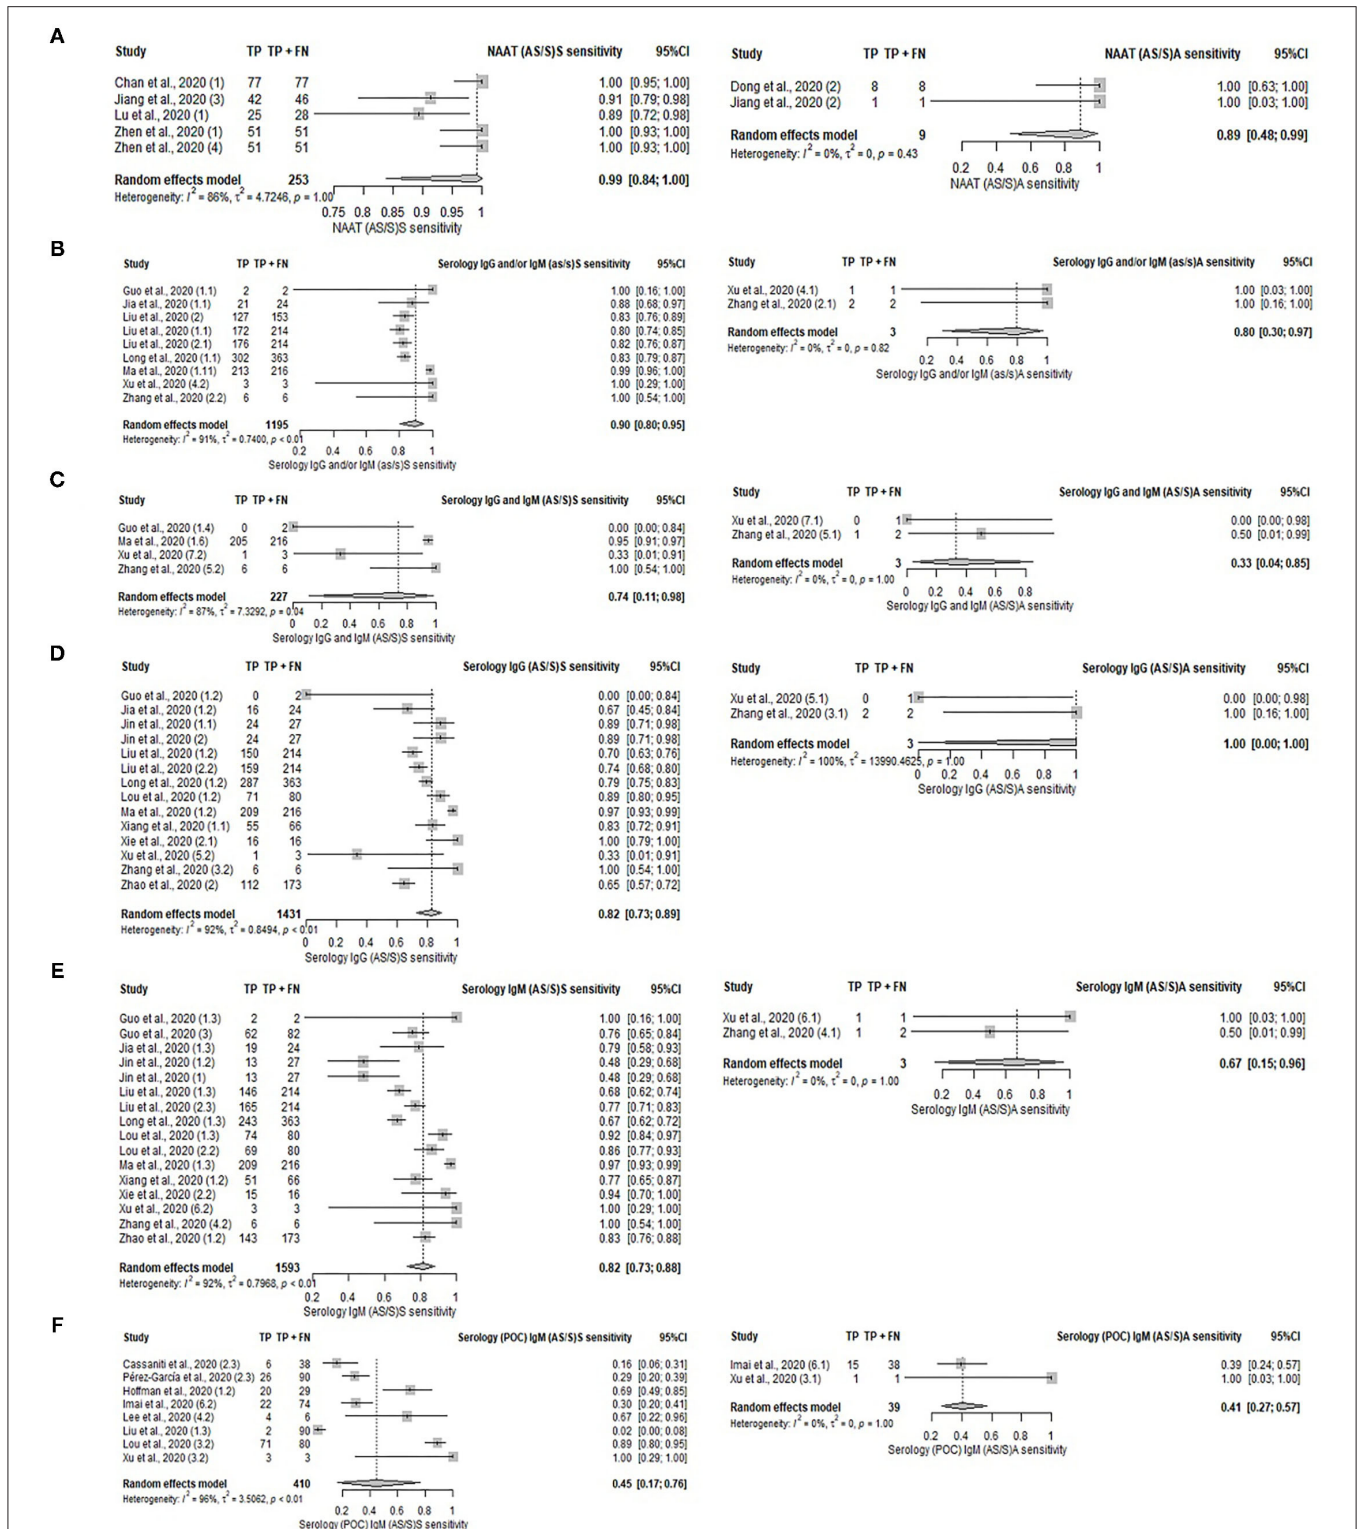 A
Study TP TP + FN NAAT (AS/S)S sensitivity 95%CI
Chan et al., 2020 (1) 77 77 1.00 [0.95; 1.00]
Jiang et al., 2020 (3) 42 46 0.91 [0.79; 0.98]
Lu et al., 2020 (1) 25 28 0.89 [0.72; 0.98]
Zhen et al., 2020 (1) 51 51 1.00 [0.93; 1.00]
Zhen et al., 2020 (4) 51 51 1.00 [0.93; 1.00]
Random effects model 253 0.99 [0.84; 1.00]
Heterogeneity: I² = 86%, τ² = 4.7246, p = 1.00
0.75 0.8 0.85 0.9 0.95 1
NAAT (AS/S)S sensitivity
Study TP TP + FN NAAT (AS/S)A sensitivity 95%CI
Dong et al., 2020 (2) 8 8 1.00 [0.63; 1.00]
Jiang et al., 2020 (2) 1 1 1.00 [0.03; 1.00]
Random effects model 9 0.89 [0.48; 0.99]
Heterogeneity: I² = 0%, τ² = 0, p = 0.43
0.2 0.4 0.6 0.8 1
NAAT (AS/S)A sensitivity
B
Study TP TP + FN Serology IgG and/or IgM (as/s)S sensitivity 95%CI
Guo et al., 2020 (1.1) 2 2 1.00 [0.16; 1.00]
Jia et al., 2020 (1.1) 21 24 0.88 [0.68; 0.97]
Liu et al., 2020 (2) 127 153 0.83 [0.76; 0.89]
Liu et al., 2020 (1.1) 172 214 0.80 [0.74; 0.85]
Liu et al., 2020 (2.1) 176 214 0.82 [0.76; 0.87]
Long et al., 2020 (1.1) 302 363 0.83 [0.79; 0.87]
Ma et al., 2020 (1.11) 213 216 0.99 [0.96; 1.00]
Xu et al., 2020 (4.2) 3 3 1.00 [0.29; 1.00]
Zhang et al., 2020 (2.2) 6 6 1.00 [0.54; 1.00]
Random effects model 1195 0.90 [0.80; 0.95]
Heterogeneity: I² = 91%, τ² = 0.7400, p < 0.01
0.2 0.4 0.6 0.8 1
Serology IgG and/or IgM (as/s)S sensitivity
Study TP TP + FN Serology IgG and/or IgM (as/s)A sensitivity 95%CI
Xu et al., 2020 (4.1) 1 1 1.00 [0.03; 1.00]
Zhang et al., 2020 (2.1) 2 2 1.00 [0.16; 1.00]
Random effects model 3 0.80 [0.30; 0.97]
Heterogeneity: I² = 0%, τ² = 0, p = 0.82
0.2 0.4 0.6 0.8 1
Serology IgG and/or IgM (as/s)A sensitivity
C
Study TP TP + FN Serology IgG and IgM (AS/S)S sensitivity 95%CI
Guo et al., 2020 (1.4) 0 2 0.00 [0.00; 0.84]
Ma et al., 2020 (1.6) 205 216 0.95 [0.91; 0.97]
Xu et al., 2020 (7.2) 1 3 0.33 [0.01; 0.91]
Zhang et al., 2020 (5.2) 6 6 1.00 [0.54; 1.00]
Random effects model 227 0.74 [0.11; 0.98]
Heterogeneity: I² = 87%, τ² = 7.3292, p = 0.04
0 0.2 0.4 0.6 0.8 1
Serology IgG and IgM (AS/S)S sensitivity
Study TP TP + FN Serology IgG and IgM (AS/S)A sensitivity 95%CI
Xu et al., 2020 (7.1) 0 1 0.00 [0.00; 0.98]
Zhang et al., 2020 (5.1) 1 2 0.50 [0.01; 0.99]
Random effects model 3 0.33 [0.04; 0.85]
Heterogeneity: I² = 0%, τ² = 0, p = 1.00
0 0.2 0.4 0.6 0.8
Serology IgG and IgM (AS/S)A sensitivity
D
Study TP TP + FN Serology IgG (AS/S)S sensitivity 95%CI
Guo et al., 2020 (1.2) 0 2 0.00 [0.00; 0.84]
Jia et al., 2020 (1.2) 16 24 0.67 [0.45; 0.84]
Jin et al., 2020 (1.1) 24 27 0.89 [0.71; 0.98]
Jin et al., 2020 (2) 24 27 0.89 [0.71; 0.98]
Liu et al., 2020 (1.2) 150 214 0.70 [0.63; 0.76]
Liu et al., 2020 (2.2) 159 214 0.74 [0.68; 0.80]
Long et al., 2020 (1.2) 287 363 0.79 [0.75; 0.83]
Lou et al., 2020 (1.2) 71 80 0.89 [0.80; 0.95]
Ma et al., 2020 (1.2) 209 216 0.97 [0.93; 0.99]
Xiang et al., 2020 (1.1) 55 66 0.83 [0.72; 0.91]
Xie et al., 2020 (2.1) 16 16 1.00 [0.79; 1.00]
Xu et al., 2020 (5.2) 1 3 0.33 [0.01; 0.91]
Zhang et al., 2020 (3.2) 6 6 1.00 [0.54; 1.00]
Zhao et al., 2020 (2) 112 173 0.65 [0.57; 0.72]
Random effects model 1431 0.82 [0.73; 0.89]
Heterogeneity: I² = 92%, τ² = 0.8494, p < 0.01
0 0.2 0.4 0.6 0.8 1
Serology IgG (AS/S)S sensitivity
Study TP TP + FN Serology IgG (AS/S)A sensitivity 95%CI
Xu et al., 2020 (5.1) 0 1 0.00 [0.00; 0.98]
Zhang et al., 2020 (3.1) 2 2 1.00 [0.16; 1.00]
Random effects model 3 1.00 [0.00; 1.00]
Heterogeneity: I² = 100%, τ² = 13990.4625, p = 1.00
0 0.2 0.4 0.6 0.8 1
Serology IgG (AS/S)A sensitivity
E
Study TP TP + FN Serology IgM (AS/S)S sensitivity 95%CI
Guo et al., 2020 (1.3) 2 2 1.00 [0.16; 1.00]
Guo et al., 2020 (3) 62 82 0.76 [0.65; 0.84]
Jia et al., 2020 (1.3) 19 24 0.79 [0.58; 0.93]
Jin et al., 2020 (1.2) 13 27 0.48 [0.29; 0.68]
Jin et al., 2020 (1) 13 27 0.48 [0.29; 0.68]
Liu et al., 2020 (1.3) 146 214 0.68 [0.62; 0.74]
Liu et al., 2020 (2.3) 165 214 0.77 [0.71; 0.83]
Long et al., 2020 (1.3) 243 363 0.67 [0.62; 0.72]
Lou et al., 2020 (1.3) 74 80 0.92 [0.84; 0.97]
Lou et al., 2020 (2.2) 69 80 0.86 [0.77; 0.93]
Ma et al., 2020 (1.3) 209 216 0.97 [0.93; 0.99]
Xiang et al., 2020 (1.2) 51 66 0.77 [0.65; 0.87]
Xie et al., 2020 (2.2) 15 16 0.94 [0.70; 1.00]
Xu et al., 2020 (6.2) 3 3 1.00 [0.29; 1.00]
Zhang et al., 2020 (4.2) 6 6 1.00 [0.54; 1.00]
Zhao et al., 2020 (1.2) 143 173 0.83 [0.76; 0.88]
Random effects model 1593 0.82 [0.73; 0.88]
Heterogeneity: I² = 92%, τ² = 0.7968, p < 0.01
0.2 0.4 0.6 0.8 1
Serology IgM (AS/S)S sensitivity
Study TP TP + FN Serology IgM (AS/S)A sensitivity 95%CI
Xu et al., 2020 (6.1) 1 1 1.00 [0.03; 1.00]
Zhang et al., 2020 (4.1) 1 2 0.50 [0.01; 0.99]
Random effects model 3 0.67 [0.15; 0.96]
Heterogeneity: I² = 0%, τ² = 0, p = 1.00
0.2 0.4 0.6 0.8 1
Serology IgM (AS/S)A sensitivity
F
Study TP TP + FN Serology (POC) IgM (AS/S)S sensitivity 95%CI
Cassaniti et al., 2020 (2.3) 6 38 0.16 [0.06; 0.31]
Pérez-García et al., 2020 (2.3) 26 90 0.29 [0.20; 0.39]
Hoffman et al., 2020 (1.2) 20 29 0.69 [0.49; 0.85]
Imai et al., 2020 (6.2) 22 74 0.30 [0.20; 0.41]
Lee et al., 2020 (4.2) 4 6 0.67 [0.22; 0.96]
Liu et al., 2020 (1.3) 2 90 0.02 [0.00; 0.08]
Lou et al., 2020 (3.2) 71 80 0.89 [0.80; 0.95]
Xu et al., 2020 (3.2) 3 3 1.00 [0.29; 1.00]
Random effects model 410 0.45 [0.17; 0.76]
Heterogeneity: I² = 96%, τ² = 3.5062, p < 0.01
0.2 0.4 0.6 0.8 1
Serology (POC) IgM (AS/S)S sensitivity
Study TP TP + FN Serology (POC) IgM (AS/S)A sensitivity 95%CI
Imai et al., 2020 (6.1) 15 38 0.39 [0.24; 0.57]
Xu et al., 2020 (3.1) 1 1 1.00 [0.03; 1.00]
Random effects model 39 0.41 [0.27; 0.57]
Heterogeneity: I² = 0%, τ² = 0, p = 1.00
0.2 0.4 0.6 0.8 1
Serology (POC) IgM (AS/S)A sensitivity